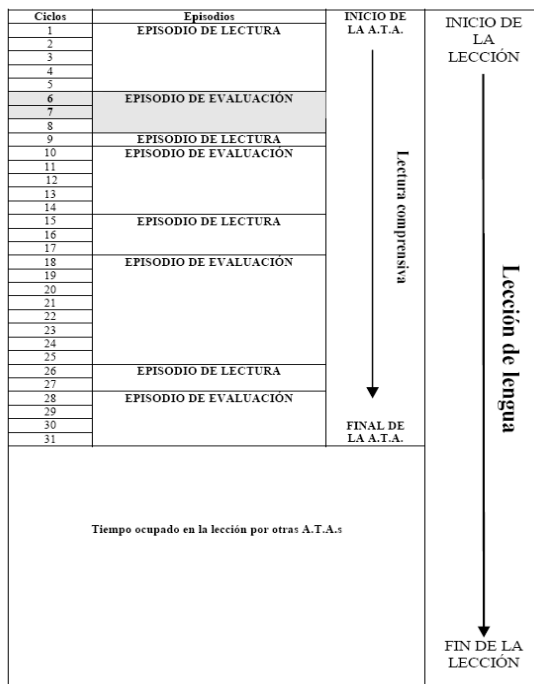 Ciclos Episodios INICIO DE LA A.T.A. INICIO DE LA LECCIÓN
1 EPISODIO DE LECTURA
2
3
4
5
6 EPISODIO DE EVALUACIÓN
7
8
9 EPISODIO DE LECTURA
10 EPISODIO DE EVALUACIÓN
11
12
13
14
15 EPISODIO DE LECTURA
16
17
18 EPISODIO DE EVALUACIÓN
19
20
21
22
23
24
25
26 EPISODIO DE LECTURA
27
28 EPISODIO DE EVALUACIÓN
29
30
31
Lectura comprensiva
FINAL DE
LA A.T.A.
Lección de lengua
Tiempo ocupado en la lección por otras A.T.A.s
FIN DE LA
LECCIÓN